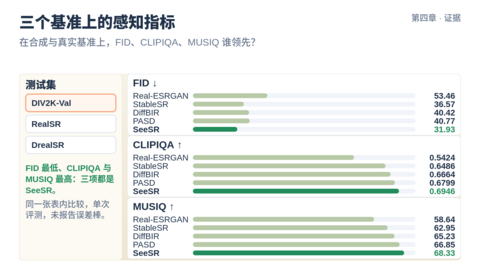 三个基准上的感知指标
第四章 · 证据
在合成与真实基准上，FID、CLIPIQA、MUSIQ 谁领先？
测试集
DIV2K-Val
RealSR
DrealSR
FID 最低、CLIPIQA 与
MUSIQ 最高：三项都是
SeeSR。
同一张表内比较，单次
评测，未报告误差棒。
FID ↓
Real-ESRGAN 53.46
StableSR 36.57
DiffBIR 40.42
PASD 40.77
SeeSR 31.93
CLIPIQA ↑
Real-ESRGAN 0.5424
StableSR 0.6486
DiffBIR 0.6664
PASD 0.6799
SeeSR 0.6946
MUSIQ ↑
Real-ESRGAN 58.64
StableSR 62.95
DiffBIR 65.23
PASD 66.85
SeeSR 68.33